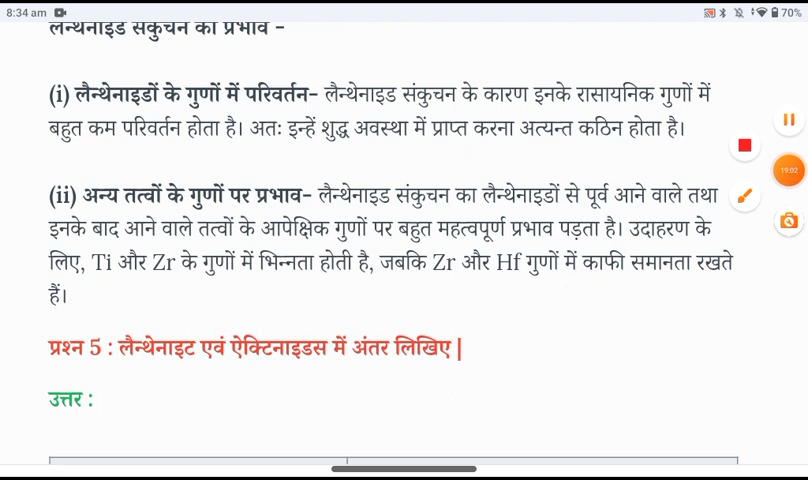 8:34 am
70%
लैन्थेनाइड संकुचन का प्रभाव -
(i) लैन्थेनाइडों के गुणों में परिवर्तन- लैन्थेनाइड संकुचन के कारण इनके रासायनिक गुणों में
बहुत कम परिवर्तन होता है। अतः इन्हें शुद्ध अवस्था में प्राप्त करना अत्यन्त कठिन होता है।
(ii) अन्य तत्वों के गुणों पर प्रभाव- लैन्थेनाइड संकुचन का लैन्थेनाइडों से पूर्व आने वाले तथा
इनके बाद आने वाले तत्वों के आपेक्षिक गुणों पर बहुत महत्वपूर्ण प्रभाव पड़ता है। उदाहरण के
लिए, Ti और Zr के गुणों में भिन्नता होती है, जबकि Zr और Hf गुणों में काफी समानता रखते
हैं।
19:02
प्रश्न 5 : लैन्थेनाइट एवं ऐक्टिनाइडस में अंतर लिखिए |
उत्तर :